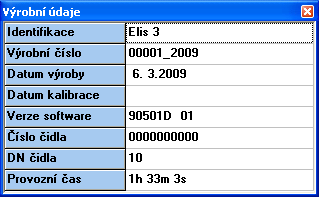 Výrobní údaje
Identifikace Elis 3
Výrobní číslo 00001_2009
Datum výroby 6. 3.2009
Datum kalibrace
Verze software 90501D 01
Číslo čidla 0000000000
DN čidla 10
Provozní čas 1h 33m 3s